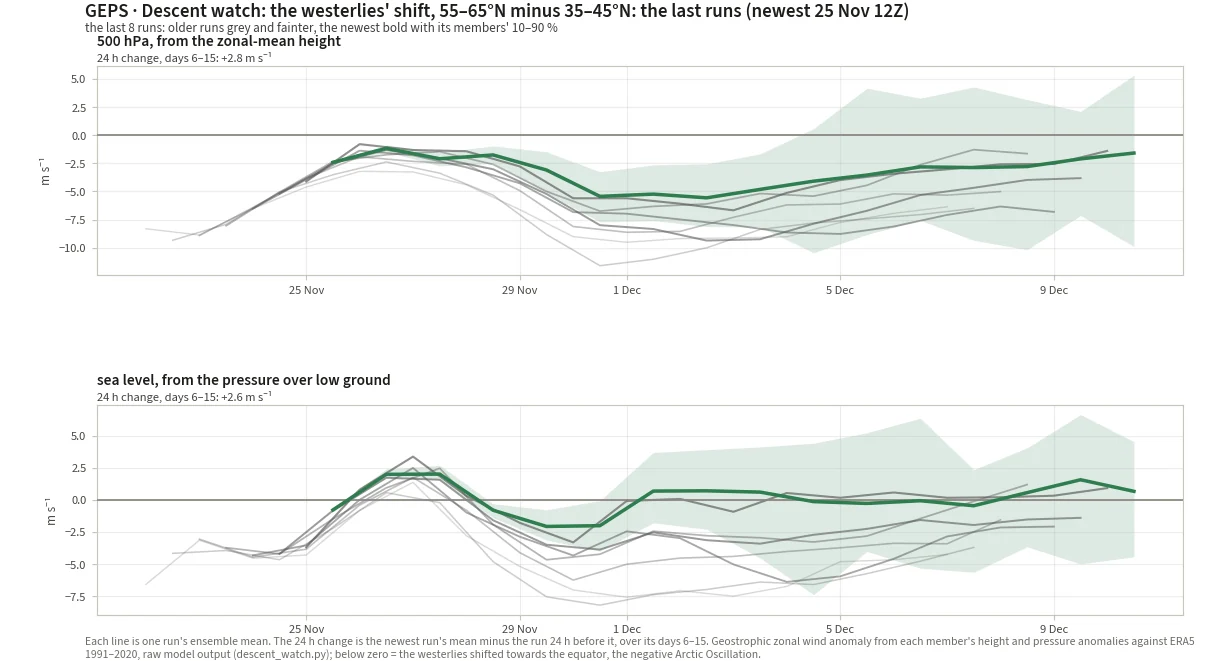 GEPS · Descent watch: the westerlies' shift, 55–65°N minus 35–45°N: the last runs (newest 25 Nov 12Z)
the last 8 runs: older runs grey and fainter, the newest bold with its members' 10–90 %
500 hPa, from the zonal-mean height
24 h change, days 6–15: +2.8 m s⁻¹
5.0
2.5
0.0
−2.5
−5.0
−7.5
−10.0
m s⁻¹
25 Nov 29 Nov 1 Dec 5 Dec 9 Dec
sea level, from the pressure over low ground
24 h change, days 6–15: +2.6 m s⁻¹
5.0
2.5
0.0
−2.5
−5.0
−7.5
m s⁻¹
25 Nov 29 Nov 1 Dec 5 Dec 9 Dec
Each line is one run's ensemble mean. The 24 h change is the newest run's mean minus the run 24 h before it, over its days 6–15. Geostrophic zonal wind anomaly from each member's height and pressure anomalies against ERA5
1991–2020, raw model output (descent_watch.py); below zero = the westerlies shifted towards the equator, the negative Arctic Oscillation.